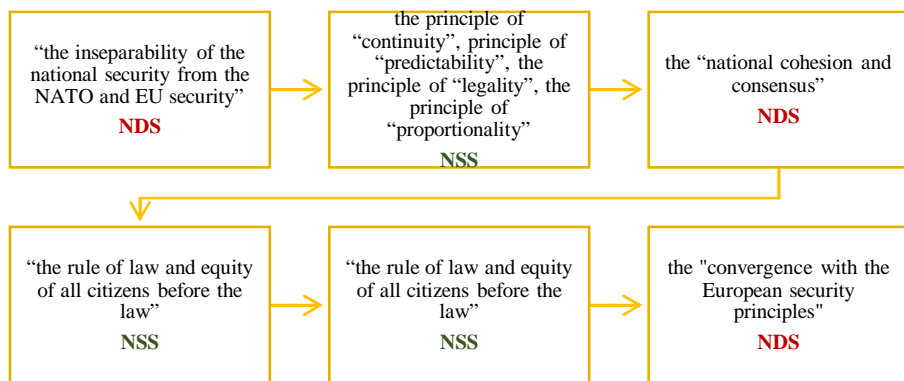 “the inseparability of the
national security from the
NATO and EU security”
NDS
the principle of
“continuity”, principle of
“predictability”, the
principle of “legality”, the
principle of
“proportionality”
NSS
the “national cohesion and
consensus”
NDS
“the rule of law and equity
of all citizens before the
law”
NSS
“the rule of law and equity
of all citizens before the
law”
NSS
the "convergence with the
European security
principles"
NDS